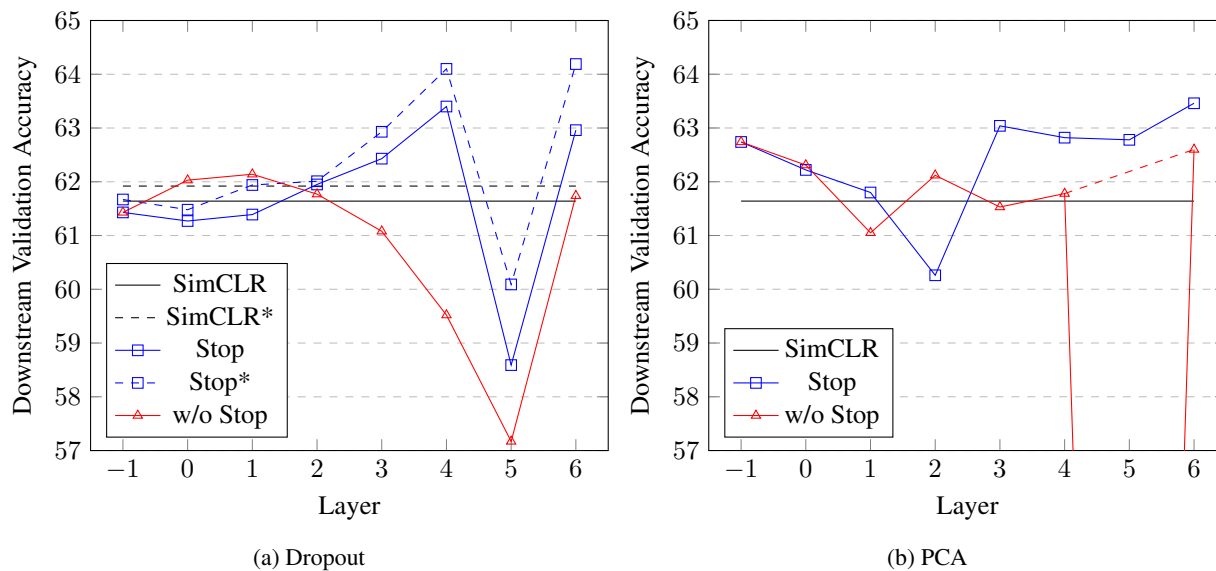 65
64
63
62
61
60
59
58
57
Downstream Validation Accuracy
SimCLR
SimCLR*
Stop
Stop*
w/o Stop
−1 0 1 2 3 4 5 6
Layer
(a) Dropout
65
64
63
62
61
60
59
58
57
Downstream Validation Accuracy
SimCLR
Stop
w/o Stop
−1 0 1 2 3 4 5 6
Layer
(b) PCA